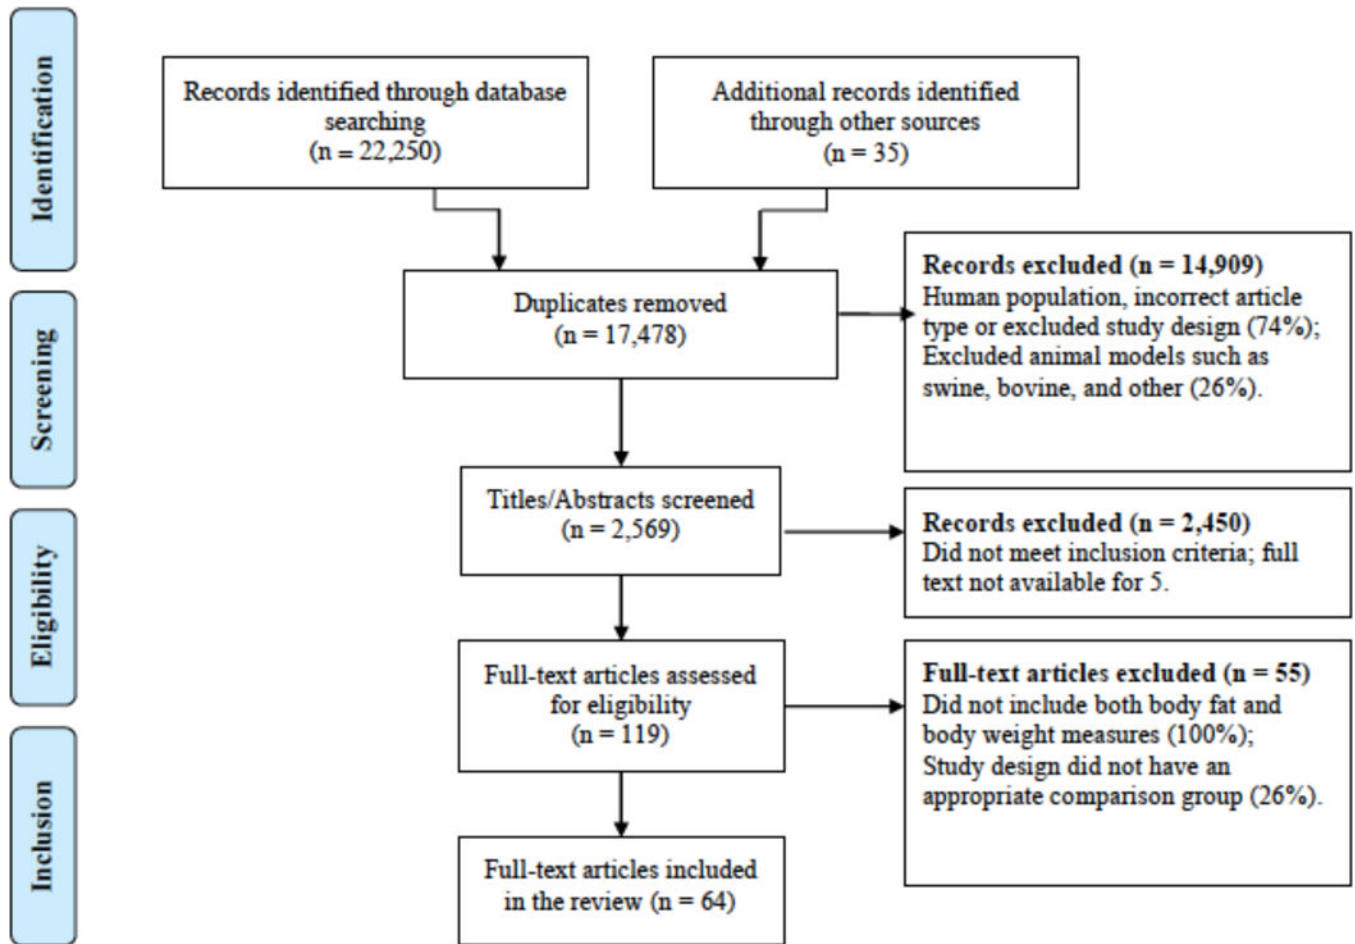 Identification
Records identified through database
searching
(n = 22,250)
Additional records identified
through other sources
(n = 35)
Screening
Duplicates removed
(n = 17,478)
Records excluded (n = 14,909)
Human population, incorrect article
type or excluded study design (74%);
Excluded animal models such as
swine, bovine, and other (26%).
Titles/Abstracts screened
(n = 2,569)
Eligibility
Records excluded (n = 2,450)
Did not meet inclusion criteria; full
text not available for 5.
Full-text articles assessed
for eligibility
(n = 119)
Full-text articles excluded (n = 55)
Did not include both body fat and
body weight measures (100%);
Study design did not have an
appropriate comparison group (26%).
Inclusion
Full-text articles included
in the review (n = 64)